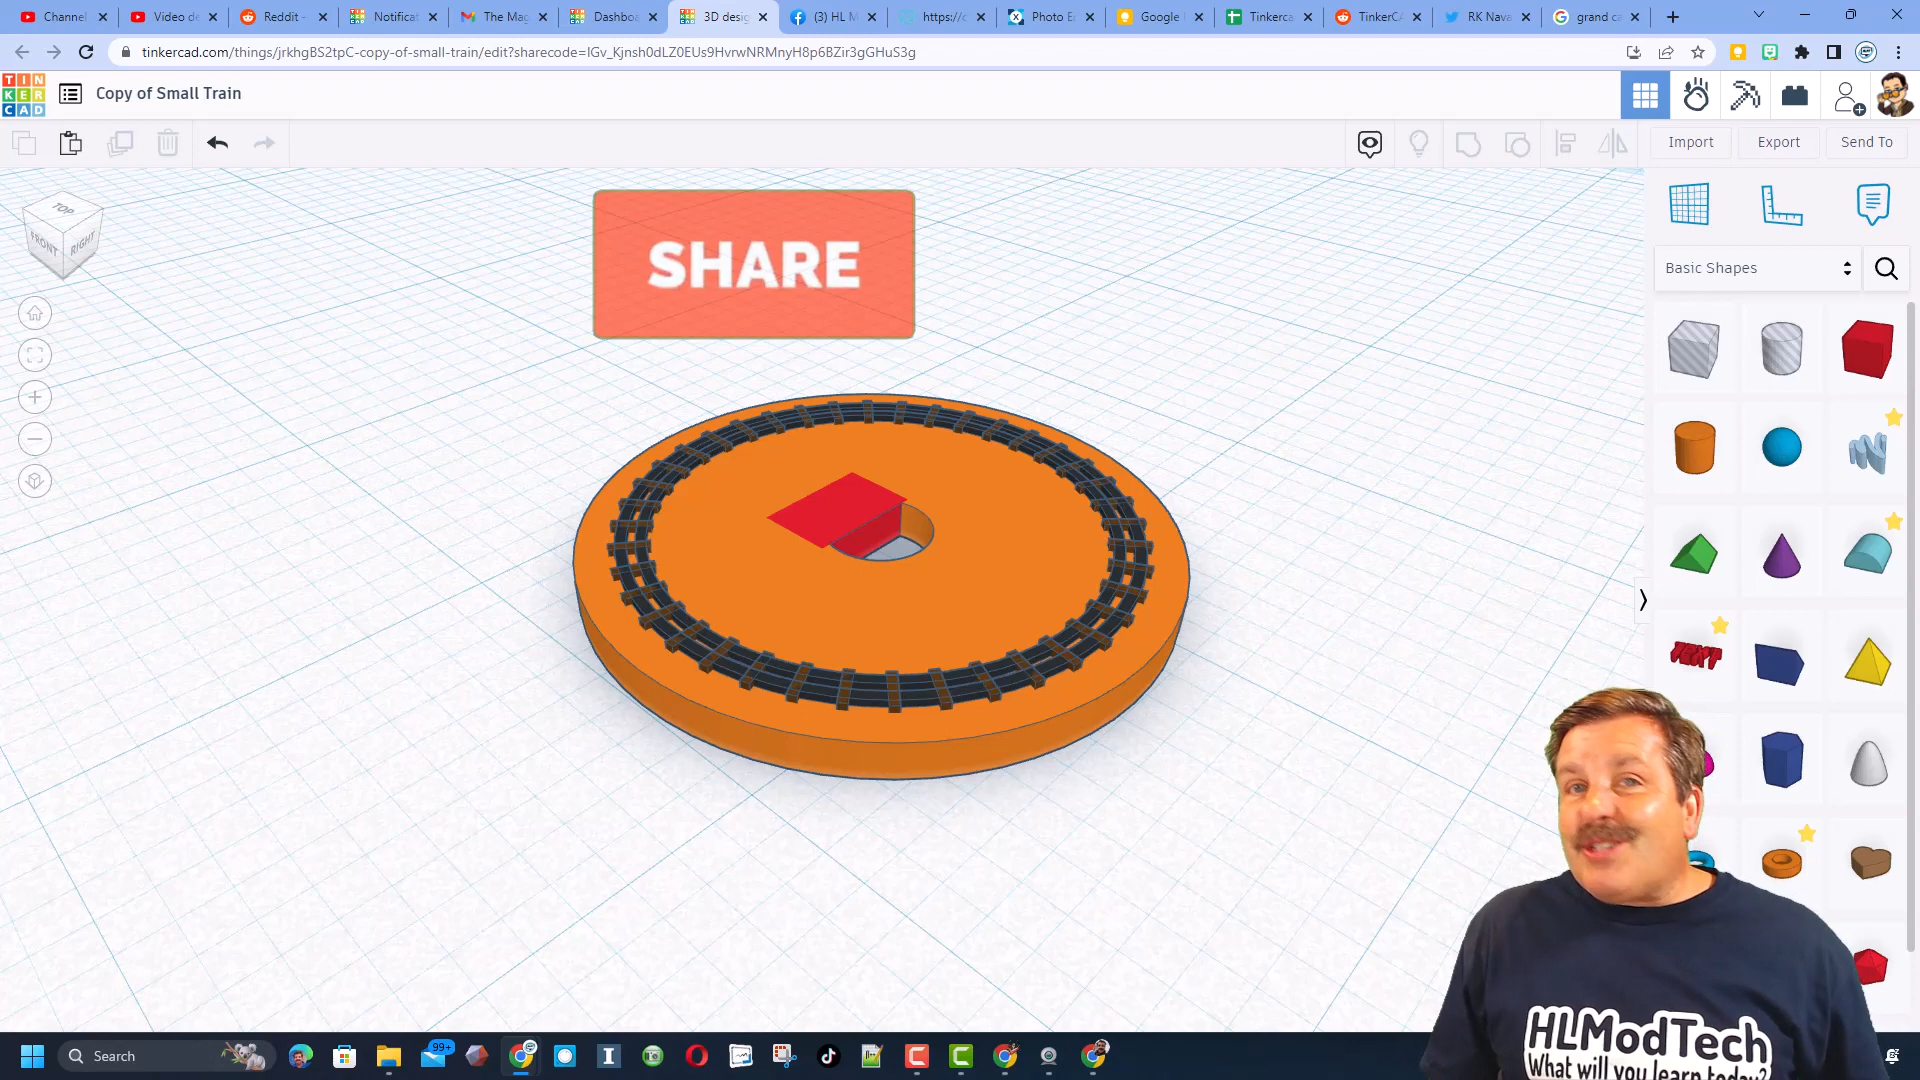 Channel
Video de
Reddit -
Notificat
The Mag
Dashboa
3D desig
(3) HL M
https://c
Photo E
Google
Tinkerca
TinkerCA
RK Nava
grand ca
tinkercad.com/things/jrkhgBS2tpC-copy-of-small-train/edit?sharecode=IGv_Kjnsh0dLZ0EUs9HvrwNRMnyH8p6BZir3gGHuS3g
TIN
KER
CAD
Copy of Small Train
Import
Export
Send To
TOP
FRONT
RIGHT
SHARE
Basic Shapes
TEXT
HLModTech
What will you learn today?
Search
99+